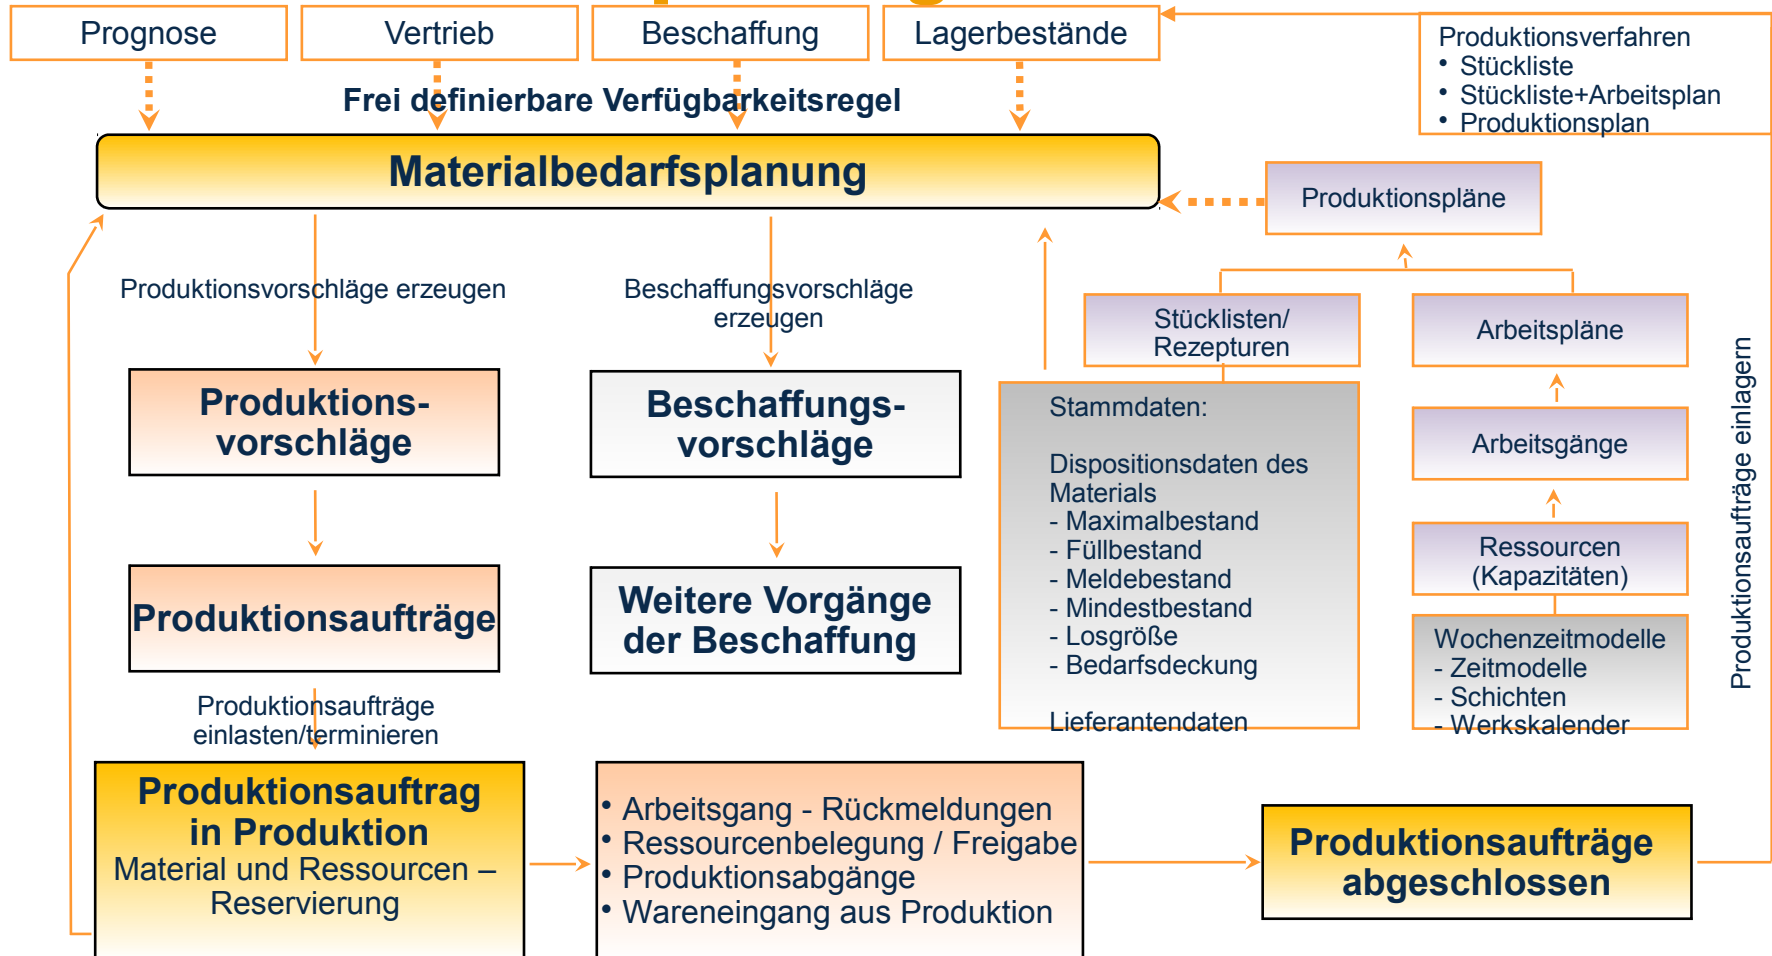 Prognose
Vertrieb
Beschaffung
Lagerbestände
Produktionsverfahren
• Stückliste
• Stückliste+Arbeitsplan
• Produktionsplan
Frei definierbare Verfügbarkeitsregel
Materialbedarfsplanung
Produktionspläne
Produktionsvorschläge erzeugen
Beschaffungsvorschläge
erzeugen
Stücklisten/
Rezepturen
Arbeitspläne
Produktions-
vorschläge
Beschaffungs-
vorschläge
Stammdaten:
Dispositionsdaten des
Materials
- Maximalbestand
- Füllbestand
- Meldebestand
- Mindestbestand
- Losgröße
- Bedarfsdeckung
Lieferantendaten
Arbeitsgänge
Ressourcen
(Kapazitäten)
Wochenzeitmodelle
- Zeitmodelle
- Schichten
- Werkskalender
Produktionsaufträge einlagern
Produktionsaufträge
Weitere Vorgänge
der Beschaffung
Produktionsaufträge
einlasten/terminieren
Produktionsauftrag
in Produktion
Material und Ressourcen –
Reservierung
• Arbeitsgang - Rückmeldungen
• Ressourcenbelegung / Freigabe
• Produktionsabgänge
• Wareneingang aus Produktion
Produktionsaufträge
abgeschlossen